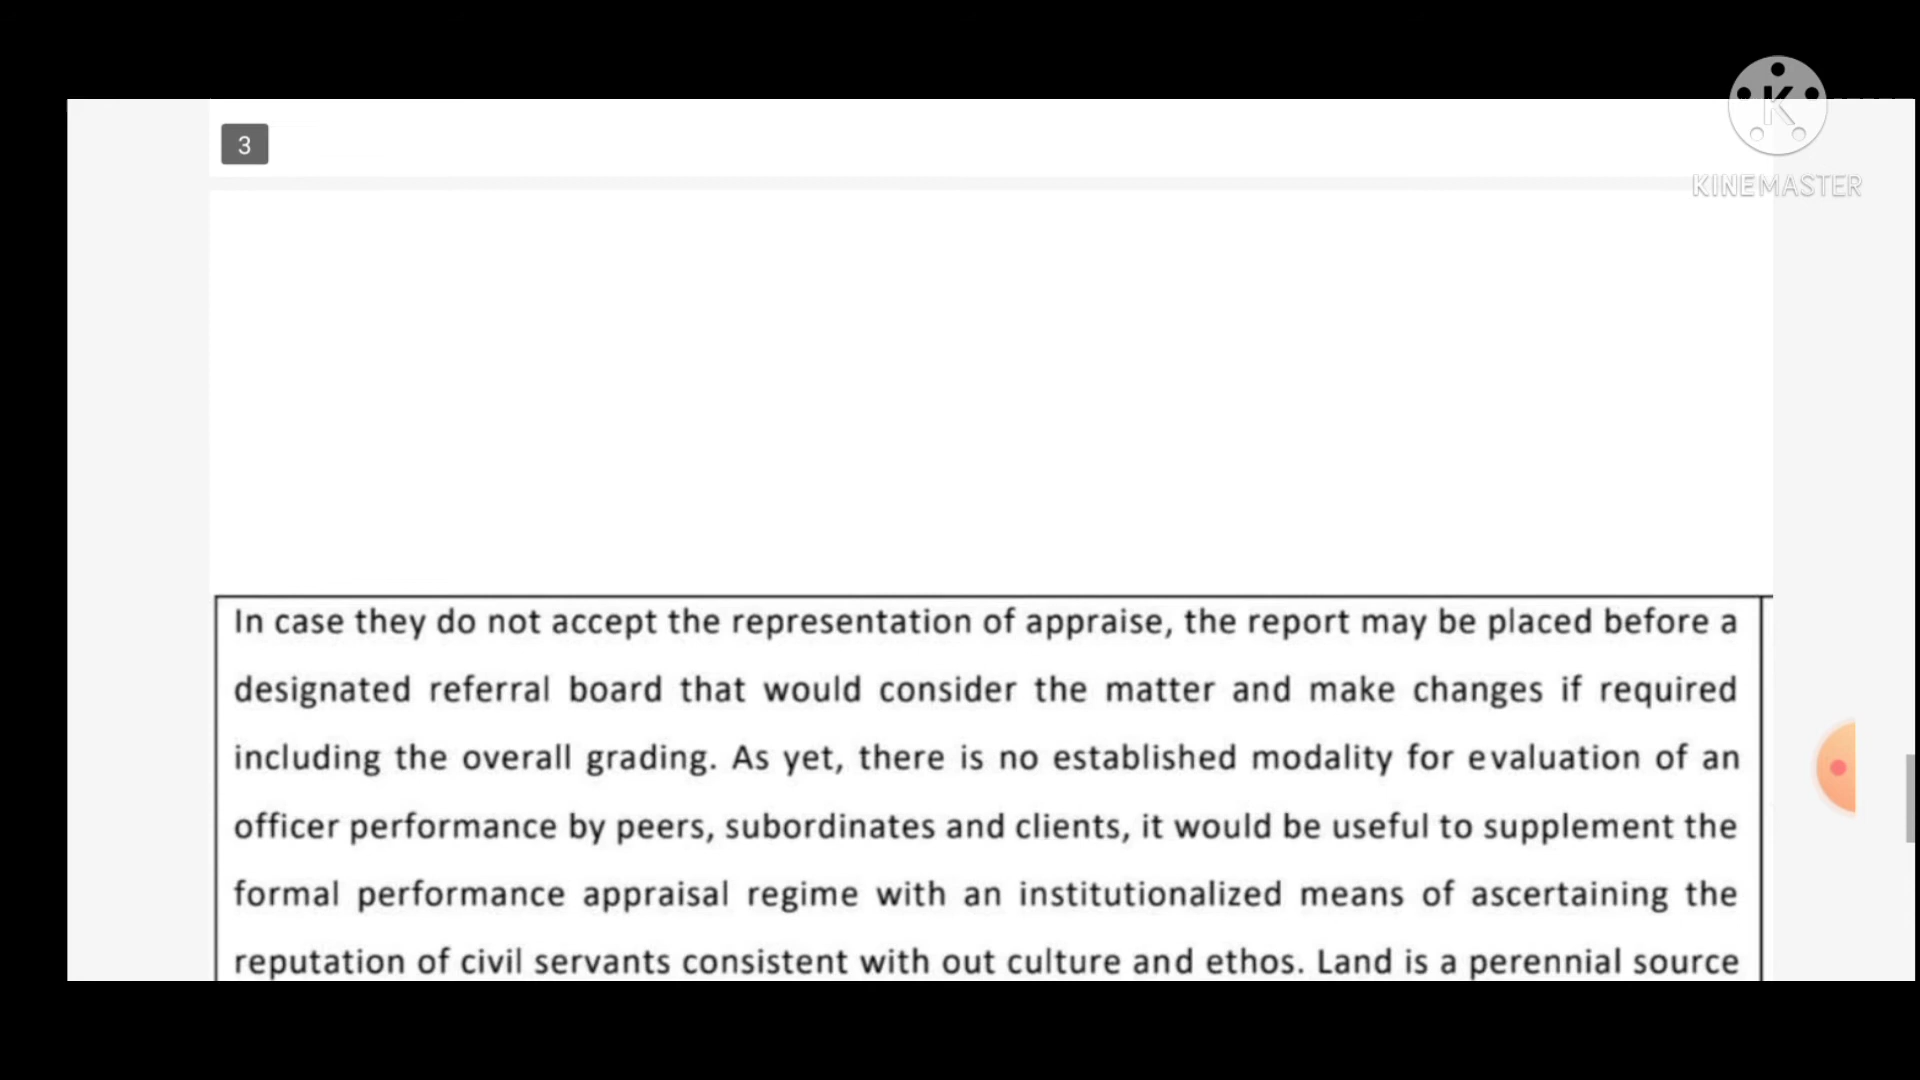 3
K
KINEMASTER
In case they do not accept the representation of appraise, the report may be placed before a
designated referral board that would consider the matter and make changes if required
including the overall grading. As yet, there is no established modality for evaluation of an
officer performance by peers, subordinates and clients, it would be useful to supplement the
formal performance appraisal regime with an institutionalized means of ascertaining the
reputation of civil servants consistent with out culture and ethos. Land is a perennial source